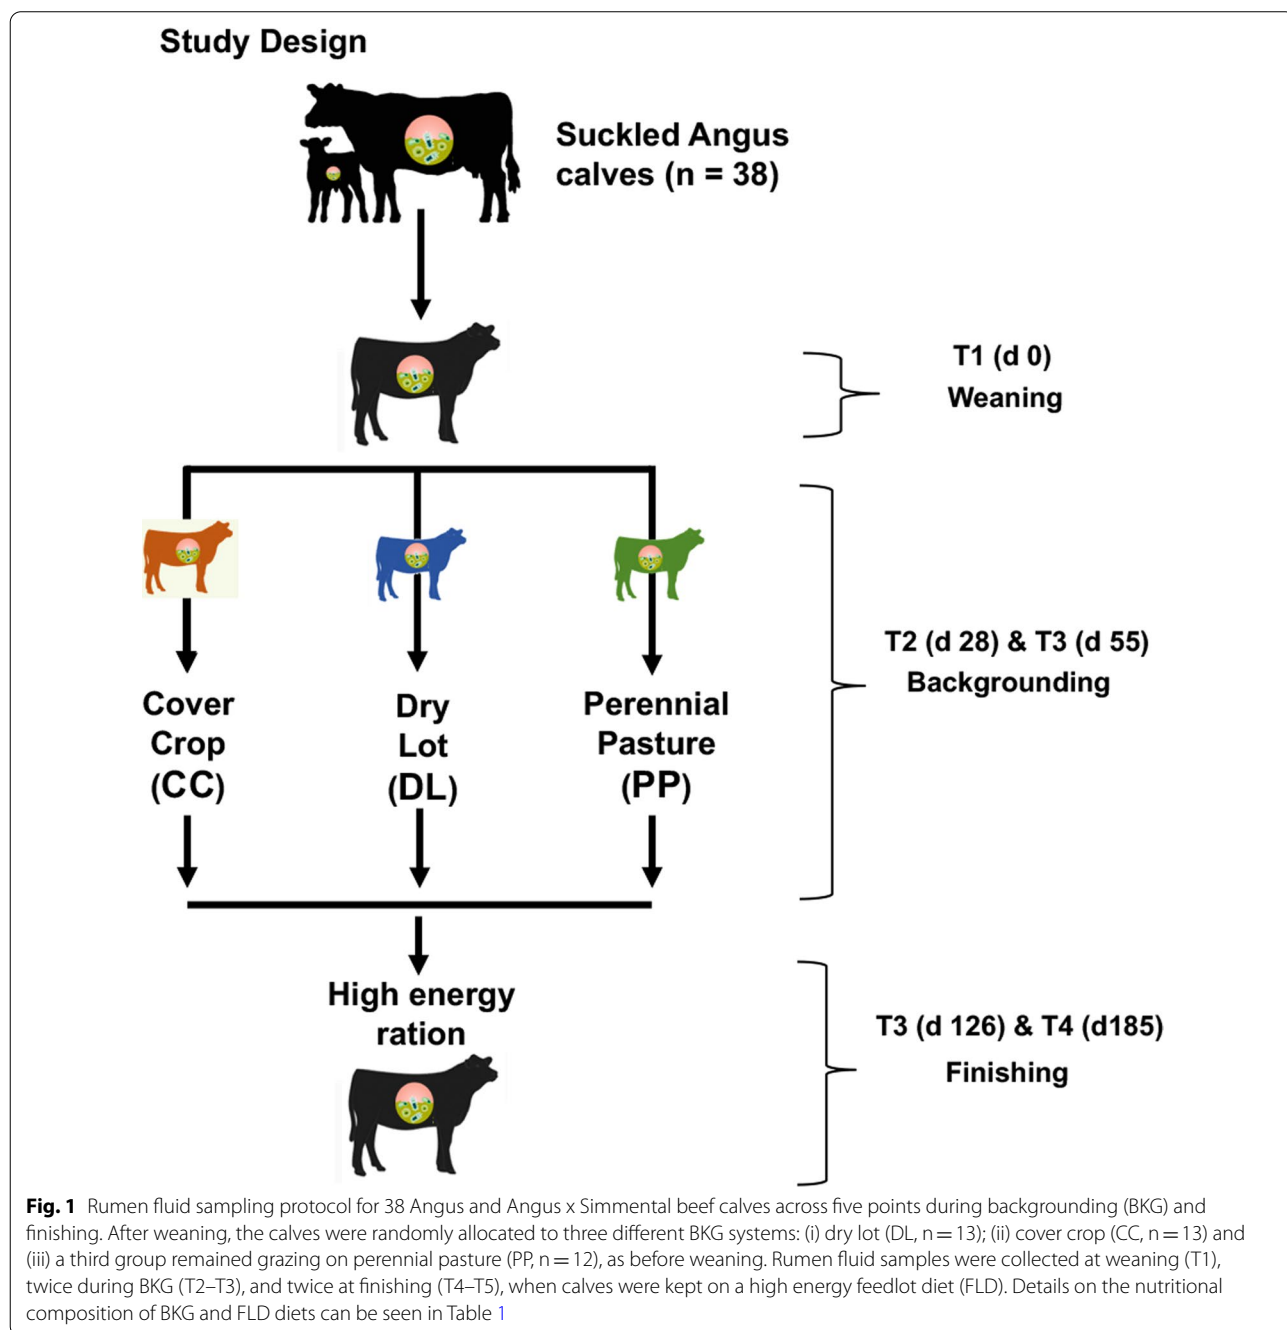 Study Design
Suckled Angus
calves (n = 38)
T1 (d 0)
Weaning
T2 (d 28) & T3 (d 55)
Backgrounding
Cover
Crop
(CC)
Dry
Lot
(DL)
Perennial
Pasture
(PP)
High energy
ration
T3 (d 126) & T4 (d185)
Finishing
Fig. 1 Rumen fluid sampling protocol for 38 Angus and Angus x Simmental beef calves across five points during backgrounding (BKG) and
finishing. After weaning, the calves were randomly allocated to three different BKG systems: (i) dry lot (DL, n = 13); (ii) cover crop (CC, n = 13) and
(iii) a third group remained grazing on perennial pasture (PP, n = 12), as before weaning. Rumen fluid samples were collected at weaning (T1),
twice during BKG (T2–T3), and twice at finishing (T4–T5), when calves were kept on a high energy feedlot diet (FLD). Details on the nutritional
composition of BKG and FLD diets can be seen in Table 1